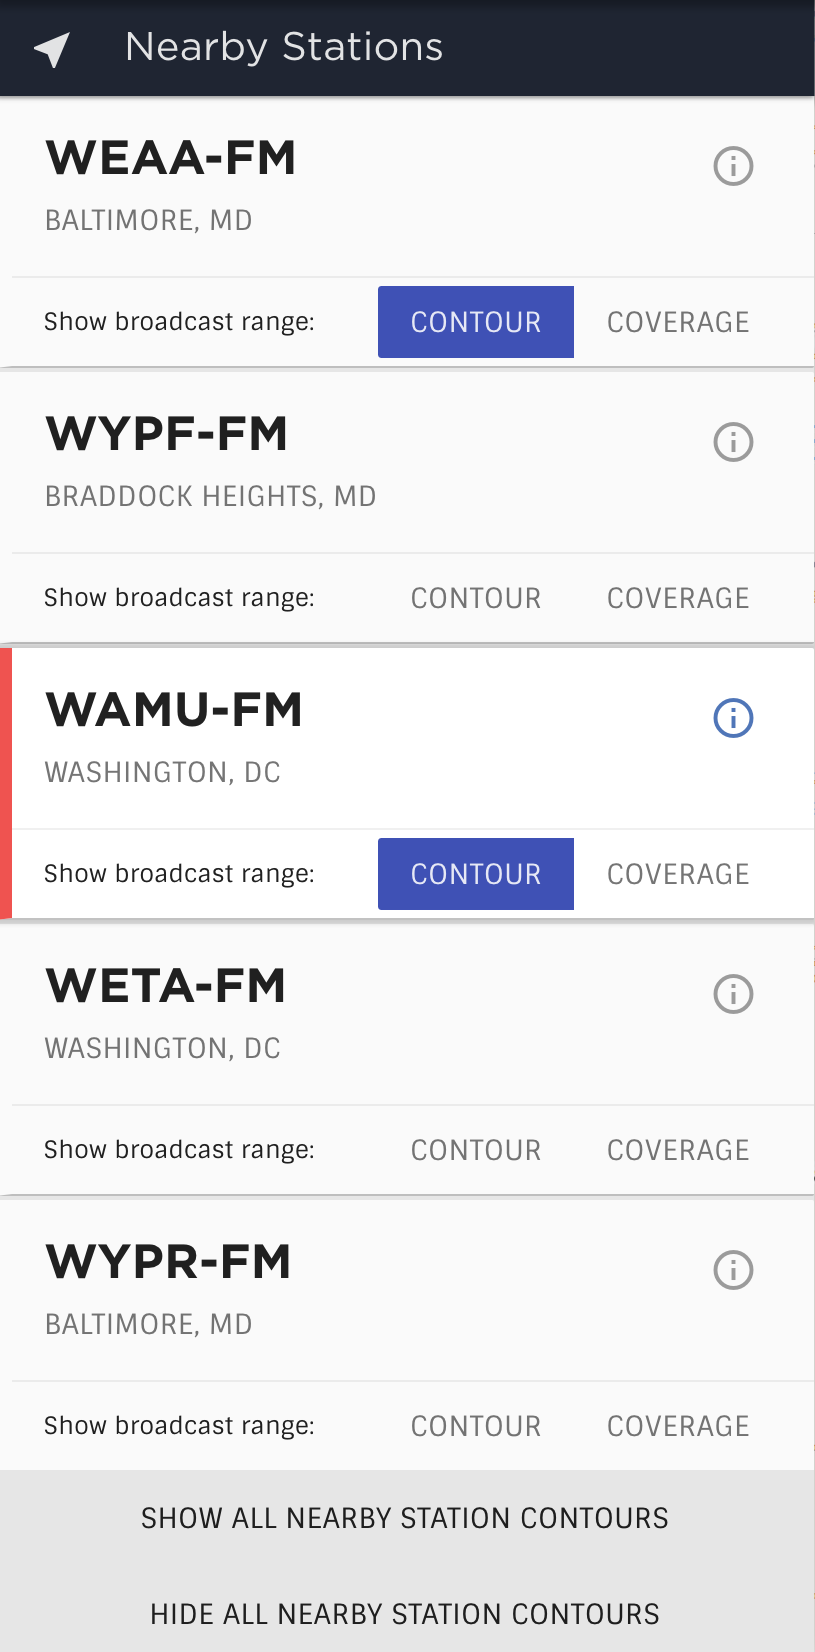 Nearby Stations
WEAA-FM
BALTIMORE, MD
Show broadcast range: CONTOUR COVERAGE
WYPF-FM
BRADDOCK HEIGHTS, MD
Show broadcast range: CONTOUR COVERAGE
WAMU-FM
WASHINGTON, DC
Show broadcast range: CONTOUR COVERAGE
WETA-FM
WASHINGTON, DC
Show broadcast range: CONTOUR COVERAGE
WYPR-FM
BALTIMORE, MD
Show broadcast range: CONTOUR COVERAGE
SHOW ALL NEARBY STATION CONTOURS
HIDE ALL NEARBY STATION CONTOURS